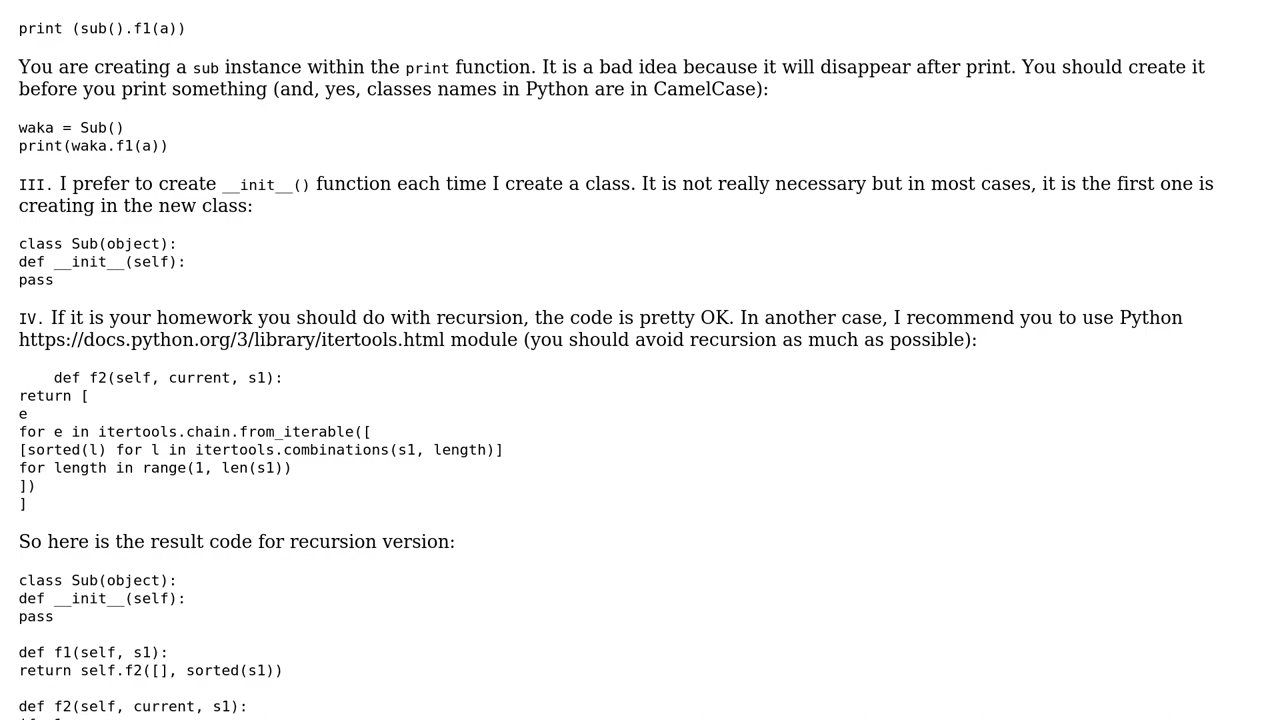 print (sub().f1(a))
You are creating a sub instance within the print function. It is a bad idea because it will disappear after print. You should create it
before you print something (and, yes, classes names in Python are in CamelCase):
waka = Sub()
print(waka.f1(a))
III. I prefer to create __init__() function each time I create a class. It is not really necessary but in most cases, it is the first one is
creating in the new class:
class Sub(object):
def __init__(self):
pass
IV. If it is your homework you should do with recursion, the code is pretty OK. In another case, I recommend you to use Python
https://docs.python.org/3/library/itertools.html module (you should avoid recursion as much as possible):
def f2(self, current, s1):
return [
e
for e in itertools.chain.from_iterable([
[sorted(l) for l in itertools.combinations(s1, length)]
for length in range(1, len(s1))
])
]
So here is the result code for recursion version:
class Sub(object):
def __init__(self):
pass
def f1(self, s1):
return self.f2([], sorted(s1))
def f2(self, current, s1):